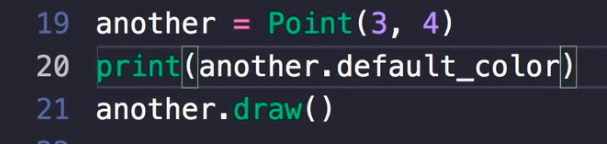 19 another = Point(3, 4)
20 print(another.default_color)
21 another.draw()